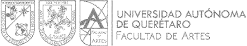 UNIVERSIDAD AUTÓNOMA
DE QUERÉTARO
FACULTAD DE ARTES